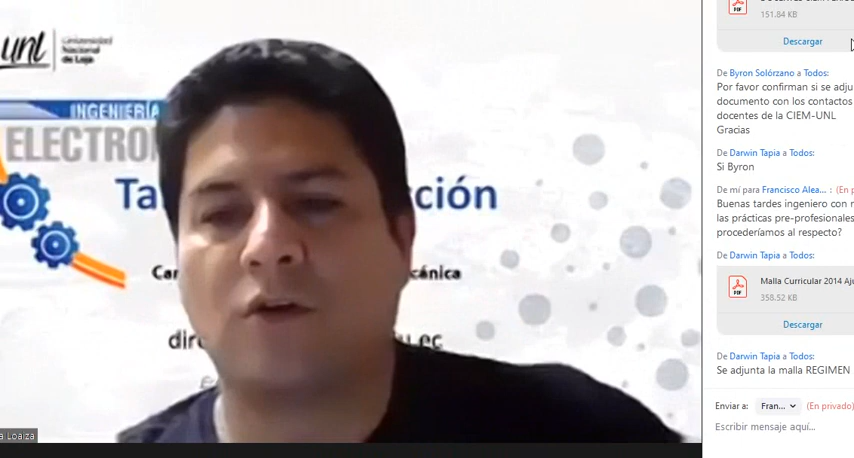 unl
Universidad
Nacional
de Loja
INGENIERÍA
ELECTRO
Ta
ción
Car
cánica
dir
ec
a Loaiza
151.84 KB
Descargar
De Byron Solórzano a Todos:
Por favor confirman si se adju
documento con los contactos
docentes de la CIEM-UNL
Gracias
De Darwin Tapia a Todos:
Si Byron
De mí para Francisco Alea... : (En p
Buenas tardes ingeniero con r
las prácticas pre-profesionales
procederíamos al respecto?
De Darwin Tapia a Todos:
PDF
Malla Curricular 2014 Aju
358.52 KB
Descargar
De Darwin Tapia a Todos:
Se adjunta la malla REGIMEN
Enviar a: Fran... (En privado)
Escribir mensaje aquí...